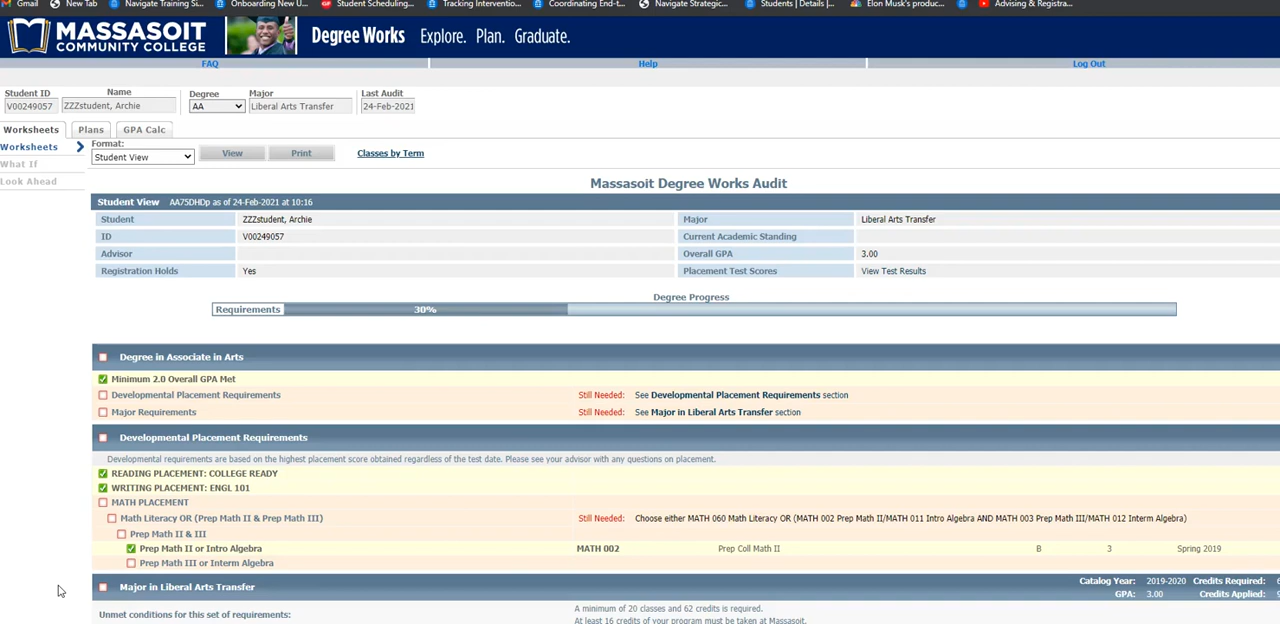 Gmail New Tab Navigate Training Si... Onboarding New U... Student Scheduling... Tracking Interventio... Coordinating End-t... Navigate Strategic... Students | Details |... Elon Musk's produc... Advising & Registra...
MASSASOIT
COMMUNITY COLLEGE
Degree Works Explore. Plan. Graduate.
FAQ Help Log Out
Student ID Name Degree Major Last Audit
V00249057 ZZZstudent, Archie AA Liberal Arts Transfer 24-Feb-2021
Worksheets Plans GPA Calc
Worksheets Format:
Student View View Print Classes by Term
What If
Look Ahead
Massasoit Degree Works Audit
Student View AA75DHDp as of 24-Feb-2021 at 10:16
Student ZZZstudent, Archie Major Liberal Arts Transfer
ID V00249057 Current Academic Standing
Advisor Overall GPA 3.00
Registration Holds Yes Placement Test Scores View Test Results
Degree Progress
Requirements 30%
Degree in Associate in Arts
Minimum 2.0 Overall GPA Met
Developmental Placement Requirements Still Needed: See Developmental Placement Requirements section
Major Requirements Still Needed: See Major in Liberal Arts Transfer section
Developmental Placement Requirements
Developmental requirements are based on the highest placement score obtained regardless of the test date. Please see your advisor with any questions on placement.
READING PLACEMENT: COLLEGE READY
WRITING PLACEMENT: ENGL 101
MATH PLACEMENT
Math Literacy OR (Prep Math II & Prep Math III) Still Needed: Choose either MATH 060 Math Literacy OR (MATH 002 Prep Math II/MATH 011 Intro Algebra AND MATH 003 Prep Math III/MATH 012 Interm Algebra)
Prep Math II & III
Prep Math II or Intro Algebra MATH 002 Prep Coll Math II B 3 Spring 2019
Prep Math III or Interm Algebra
Major in Liberal Arts Transfer Catalog Year: 2019-2020 Credits Required:
GPA: 3.00 Credits Applied:
Unmet conditions for this set of requirements: A minimum of 20 classes and 62 credits is required.
At least 16 credits of your program must be taken at Massasoit.